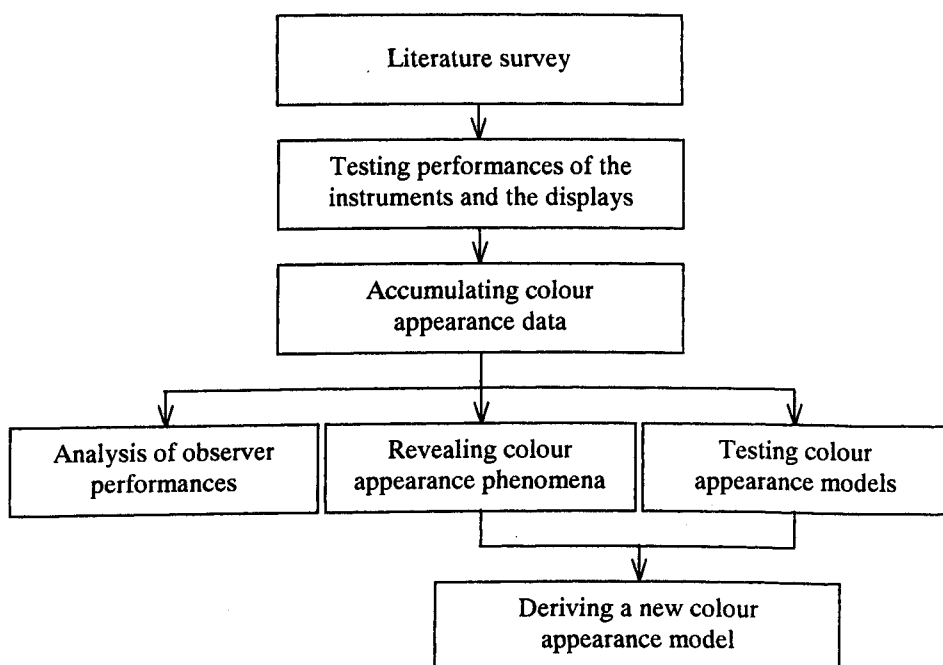 Literature survey
Testing performances of the
instruments and the displays
Accumulating colour
appearance data
Analysis of observer
performances
Revealing colour
appearance phenomena
Testing colour
appearance models
Deriving a new colour
appearance model